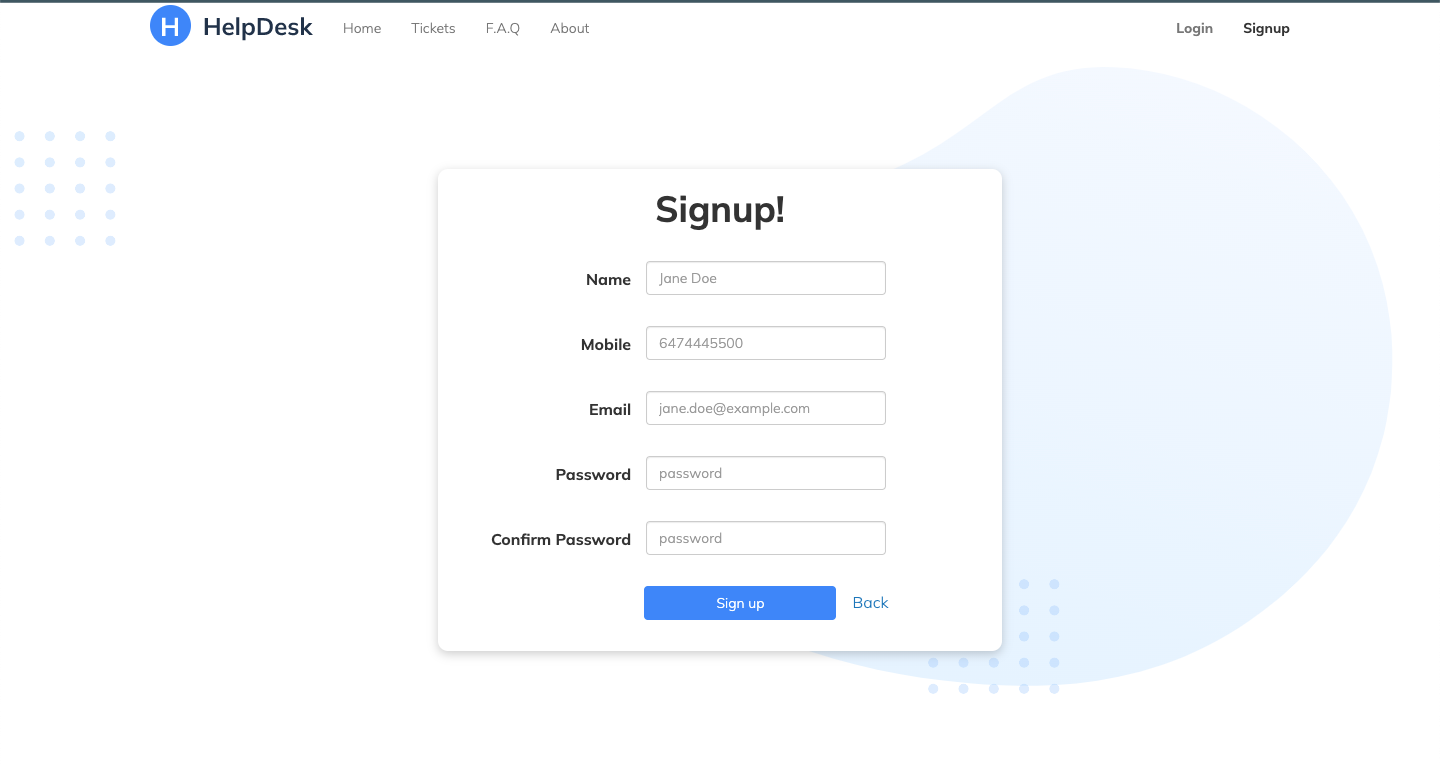 H HelpDesk Home Tickets F.A.Q About Login Signup
Signup!
Name Jane Doe
Mobile 6474445500
Email jane.doe@example.com
Password password
Confirm Password password
Sign up Back